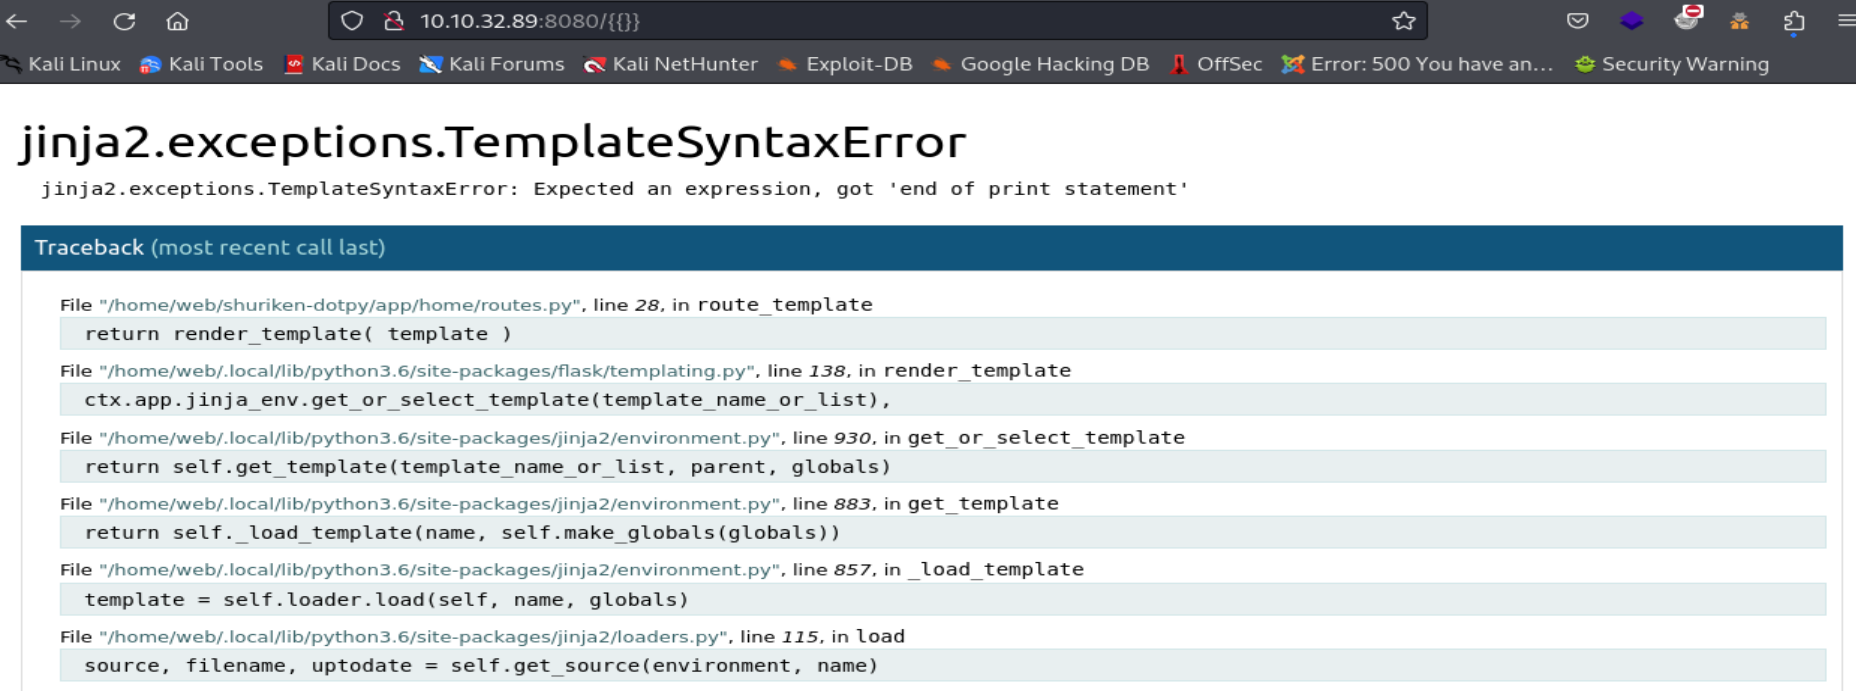 10.10.32.89:8080/{{}}
Kali Linux Kali Tools Kali Docs Kali Forums Kali NetHunter Exploit-DB Google Hacking DB OffSec Error: 500 You have an... Security Warning
jinja2.exceptions.TemplateSyntaxError
jinja2.exceptions.TemplateSyntaxError: Expected an expression, got 'end of print statement'
Traceback (most recent call last)
File "/home/web/shuriken-dotpy/app/home/routes.py", line 28, in route_template
return render_template( template )
File "/home/web/.local/lib/python3.6/site-packages/flask/templating.py", line 138, in render_template
ctx.app.jinja_env.get_or_select_template(template_name_or_list),
File "/home/web/.local/lib/python3.6/site-packages/jinja2/environment.py", line 930, in get_or_select_template
return self.get_template(template_name_or_list, parent, globals)
File "/home/web/.local/lib/python3.6/site-packages/jinja2/environment.py", line 883, in get_template
return self._load_template(name, self.make_globals(globals))
File "/home/web/.local/lib/python3.6/site-packages/jinja2/environment.py", line 857, in _load_template
template = self.loader.load(self, name, globals)
File "/home/web/.local/lib/python3.6/site-packages/jinja2/loaders.py", line 115, in load
source, filename, uptodate = self.get_source(environment, name)